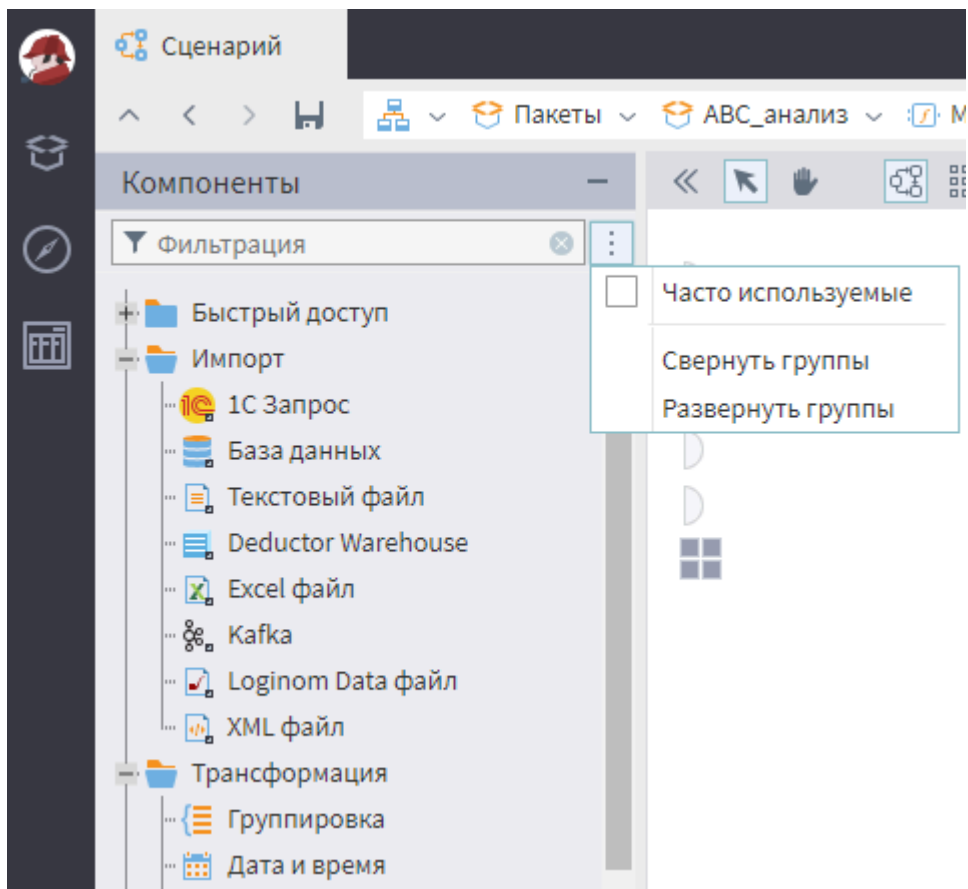 Сценарий
Пакеты ABC_анализ М
Компоненты
Фильтрация
Часто используемые
Свернуть группы
Развернуть группы
Быстрый доступ
Импорт
1С Запрос
База данных
Текстовый файл
Deductor Warehouse
Excel файл
Kafka
Loginom Data файл
XML файл
Трансформация
Группировка
Дата и время